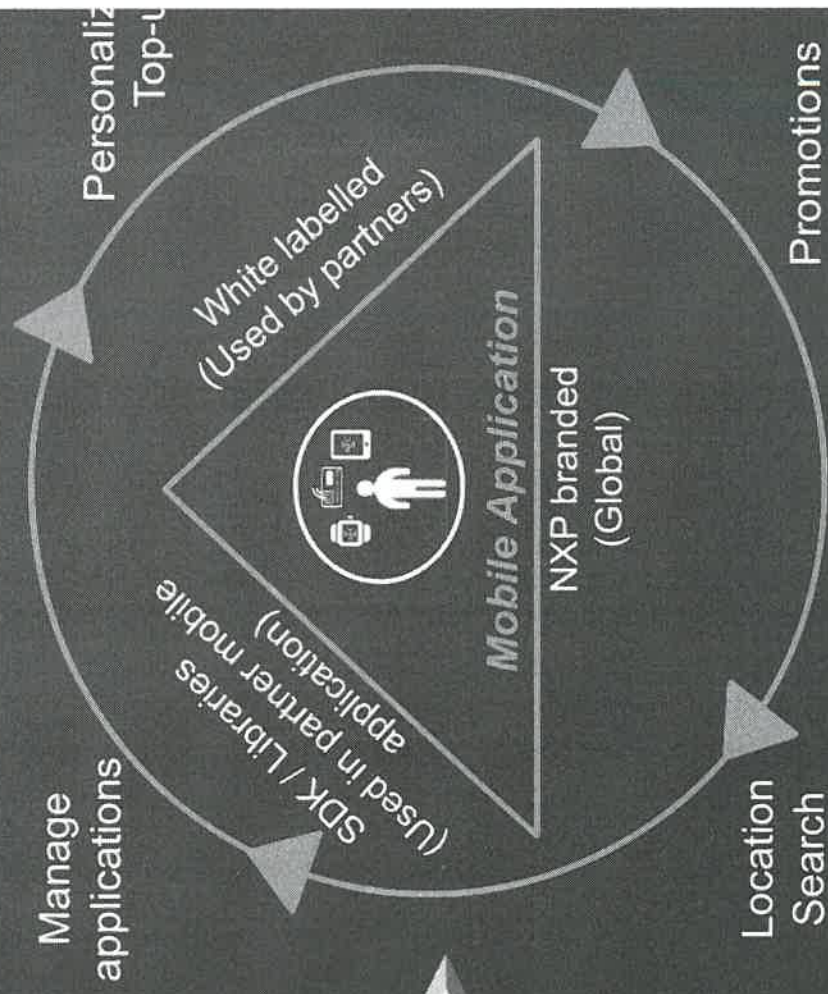 Manage
applications
Personaliz
Top-u
SDK / Libraries
(Used in partner mobile
application)
White labelled
(Used by partners)
Mobile Application
NXP branded
(Global)
Location
Search
Promotions